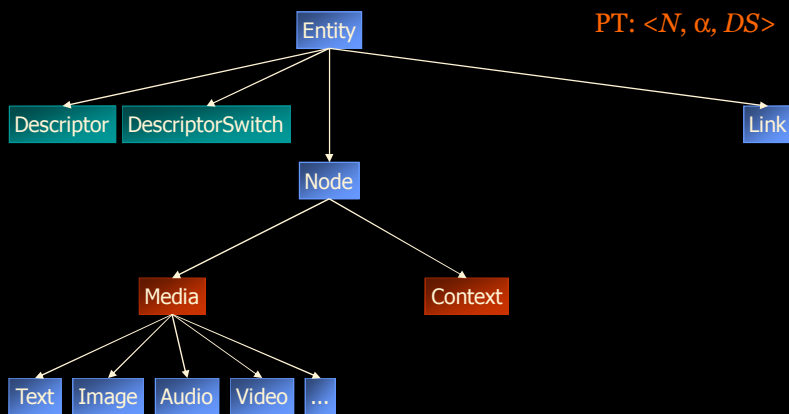 Entity
PT: <N, α, DS>
Descriptor
DescriptorSwitch
Link
Node
Media
Context
Text
Image
Audio
Video
...